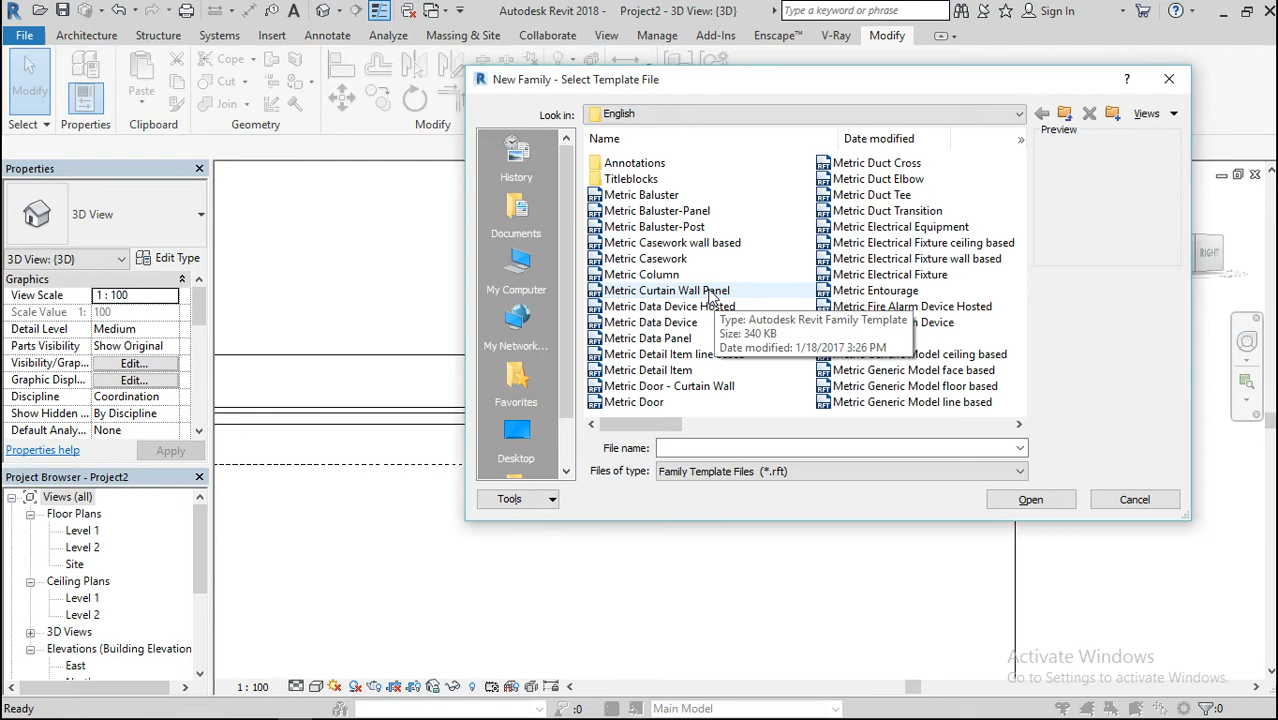 Autodesk Revit 2018 - Project2 - 3D View: {3D}
Type a keyword or phrase
Sign In
File Architecture Structure Systems Insert Annotate Analyze Massing & Site Collaborate View Manage Add-Ins Enscape™ V-Ray Modify
Modify
Paste
Cope
Cut
Join
Select Properties Clipboard Geometry Modify
New Family - Select Template File
Look in: English
Views
Name Date modified
Preview
History
Documents
My Computer
My Network...
Favorites
Desktop
Annotations
Titleblocks
Metric Baluster
Metric Baluster-Panel
Metric Baluster-Post
Metric Casework wall based
Metric Casework
Metric Column
Metric Curtain Wall Panel
Metric Data Device Hosted
Metric Data Device
Metric Data Panel
Metric Detail Item line
Metric Detail Item
Metric Door - Curtain Wall
Metric Door
Metric Duct Cross
Metric Duct Elbow
Metric Duct Tee
Metric Duct Transition
Metric Electrical Equipment
Metric Electrical Fixture ceiling based
Metric Electrical Fixture wall based
Metric Electrical Fixture
Metric Entourage
Metric Fire Alarm Device Hosted
Device
Model ceiling based
Metric Generic Model face based
Metric Generic Model floor based
Metric Generic Model line based
Type: Autodesk Revit Family Template
Size: 340 KB
Date modified: 1/18/2017 3:26 PM
File name:
Files of type: Family Template Files (*.rft)
Tools
Open
Cancel
Properties
3D View
3D View: {3D} Edit Type
Graphics
View Scale 1 : 100
Scale Value 1: 100
Detail Level Medium
Parts Visibility Show Original
Visibility/Grap... Edit...
Graphic Displ... Edit...
Discipline Coordination
Show Hidden ... By Discipline
Default Analy... None
Properties help
Apply
Project Browser - Project2
Views (all)
Floor Plans
Level 1
Level 2
Site
Ceiling Plans
Level 1
Level 2
3D Views
Elevations (Building Elevation
East
RIGHT
Activate Windows
Go to Settings to activate Windows.
1 : 100
Ready
:0
Main Model
:0